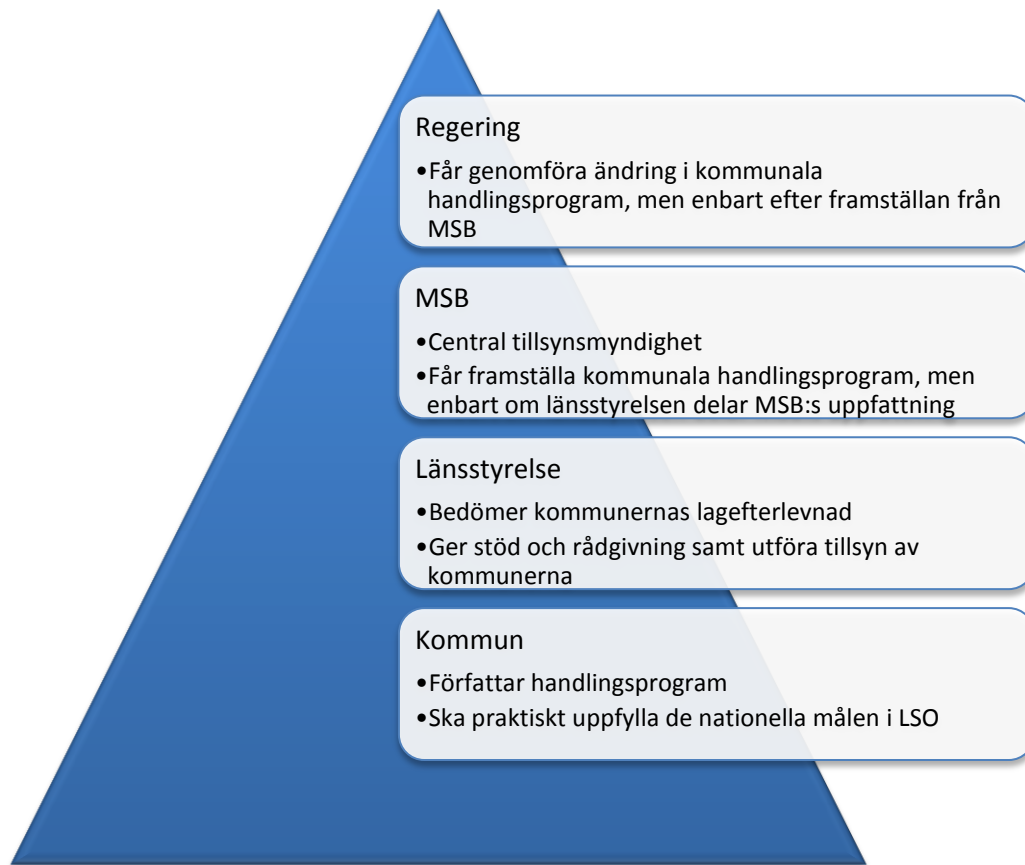 Regering
•Får genomföra ändring i kommunala
handlingsprogram, men enbart efter framställan från
MSB
MSB
•Central tillsynsmyndighet
•Får framställa kommunala handlingsprogram, men
enbart om länsstyrelsen delar MSB:s uppfattning
Länsstyrelse
•Bedömer kommunernas lagefterlevnad
•Ger stöd och rådgivning samt utföra tillsyn av
kommunerna
Kommun
•Författar handlingsprogram
•Ska praktiskt uppfylla de nationella målen i LSO